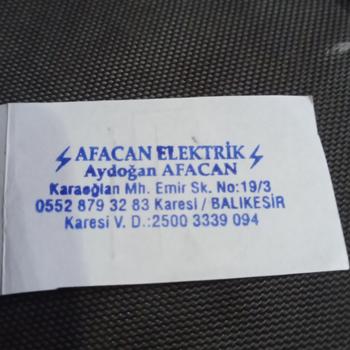 AFACAN ELEKTRİK
Aydoğan AFACAN
Karaoğlan Mh. Emir Sk. No:19/3
0552 879 32 83 Karesi / BALIKESİR
Karesi V. D.:2500 3339 094